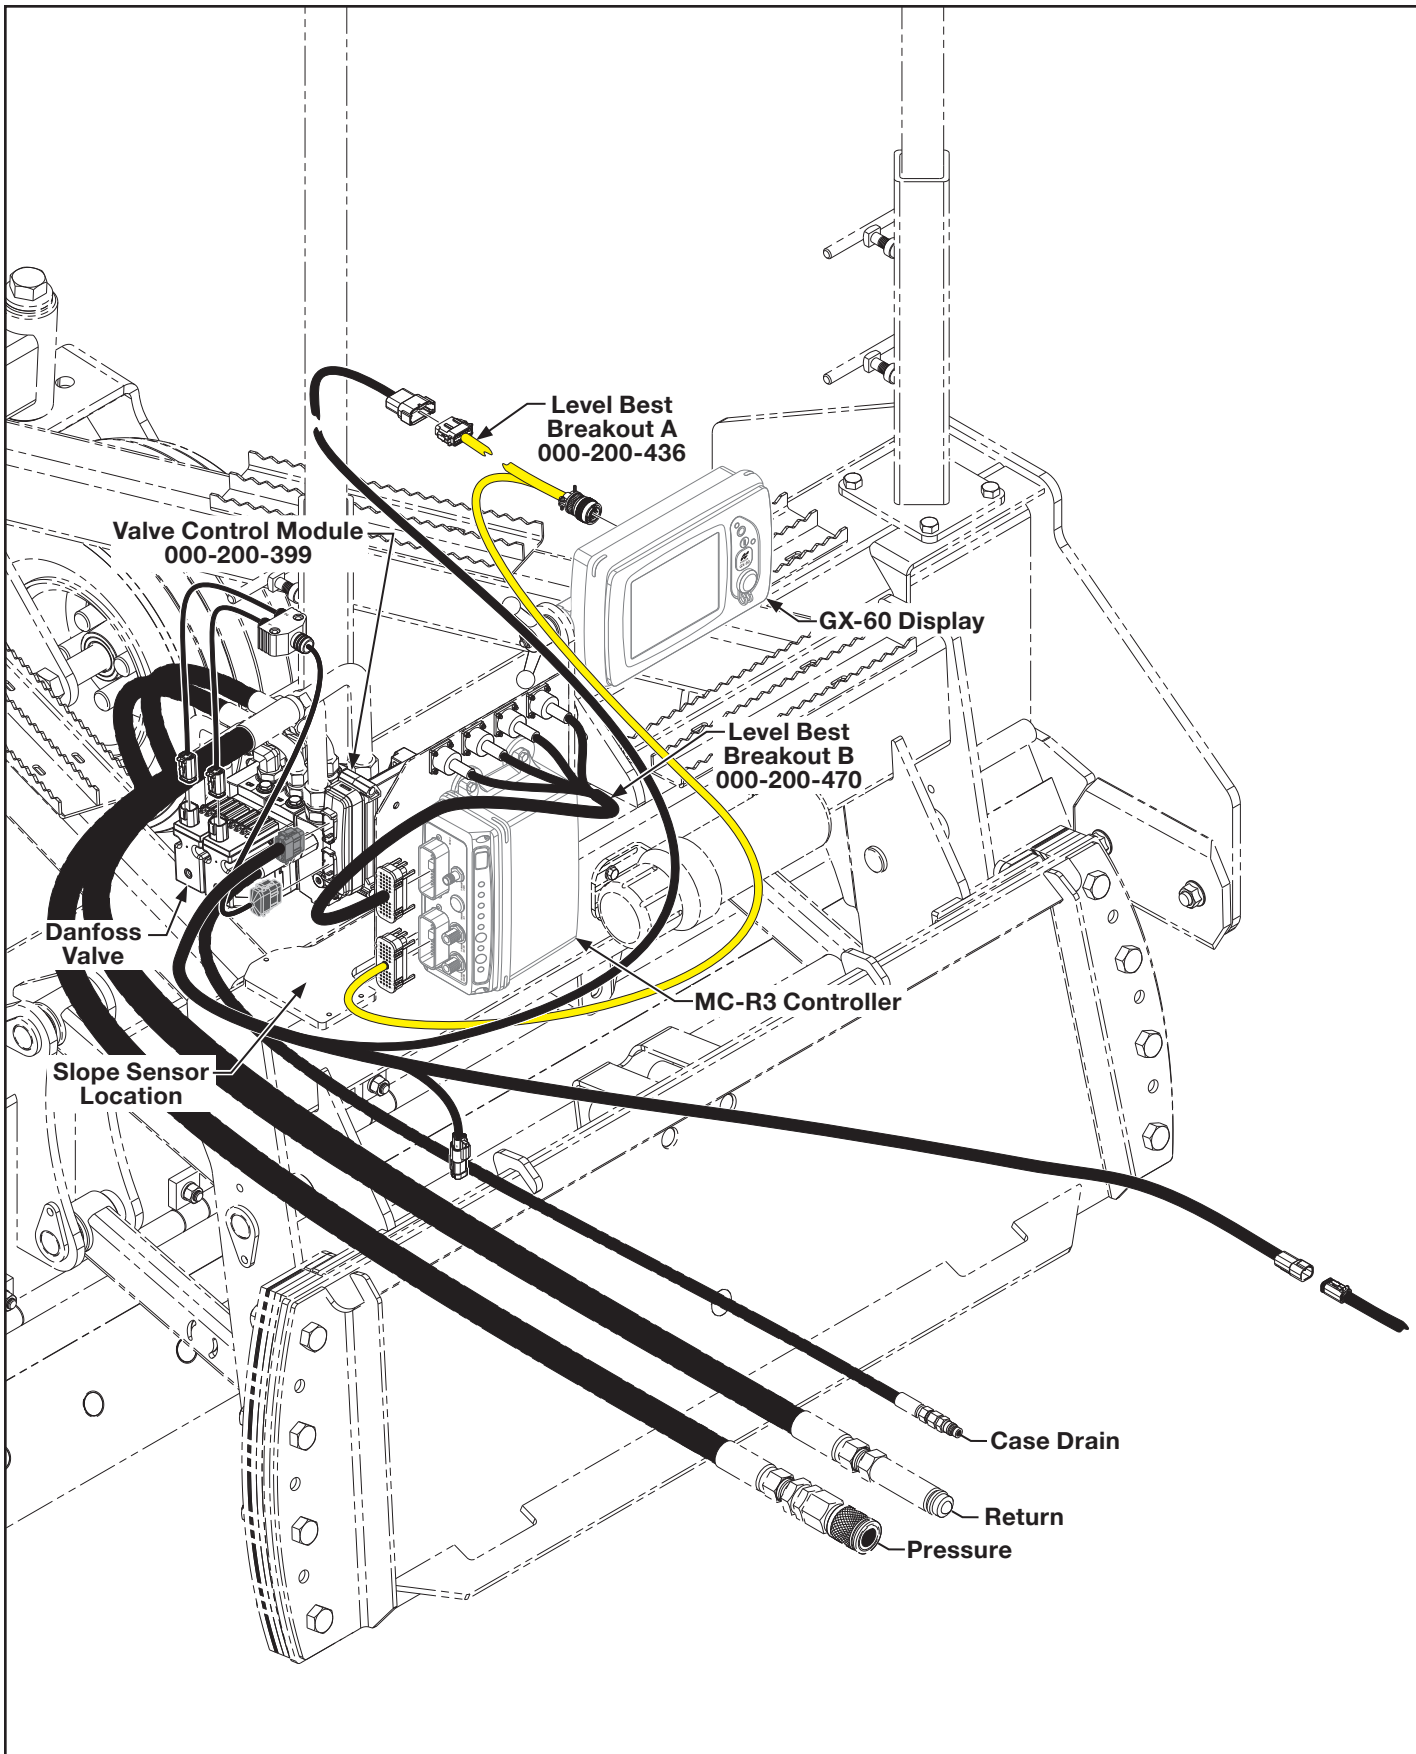 Level Best
Breakout A
000-200-436
Valve Control Module
000-200-399
GX-60 Display
Level Best
Breakout B
000-200-470
Danfoss
Valve
MC-R3 Controller
Slope Sensor
Location
Case Drain
Return
Pressure